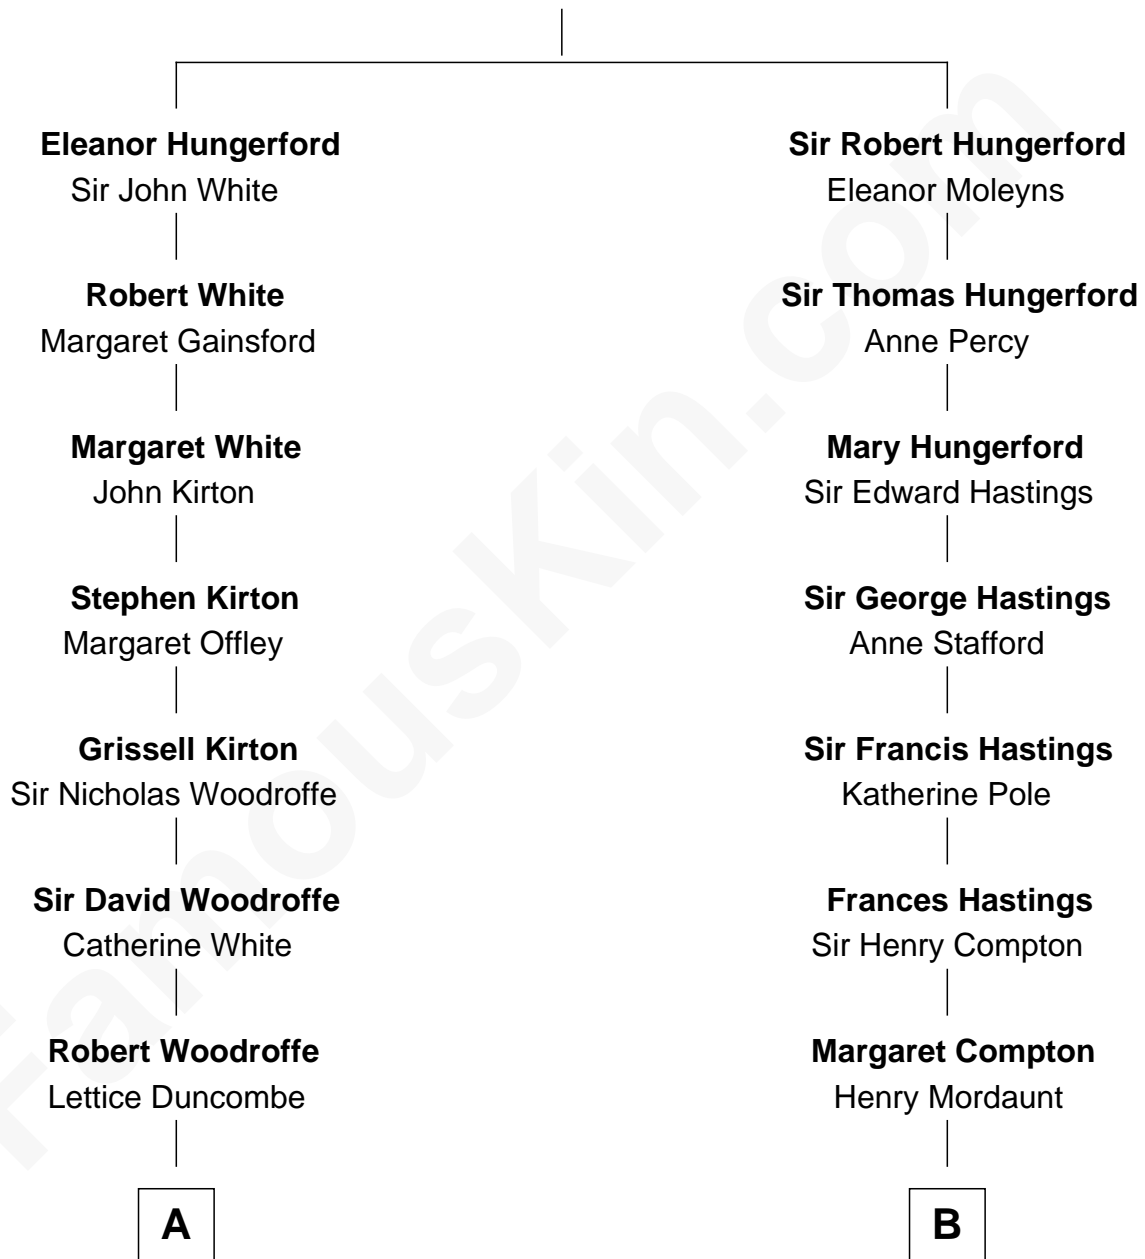 Eleanor Hungerford
Sir John White
Robert White
Margaret Gainsford
Margaret White
John Kirton
Stephen Kirton
Margaret Offley
Grissell Kirton
Sir Nicholas Woodroffe
Sir David Woodroffe
Catherine White
Robert Woodroffe
Lettice Duncombe
A
Sir Robert Hungerford
Eleanor Moleyns
Sir Thomas Hungerford
Anne Percy
Mary Hungerford
Sir Edward Hastings
Sir George Hastings
Anne Stafford
Sir Francis Hastings
Katherine Pole
Frances Hastings
Sir Henry Compton
Margaret Compton
Henry Mordaunt
B
FamousKin.com